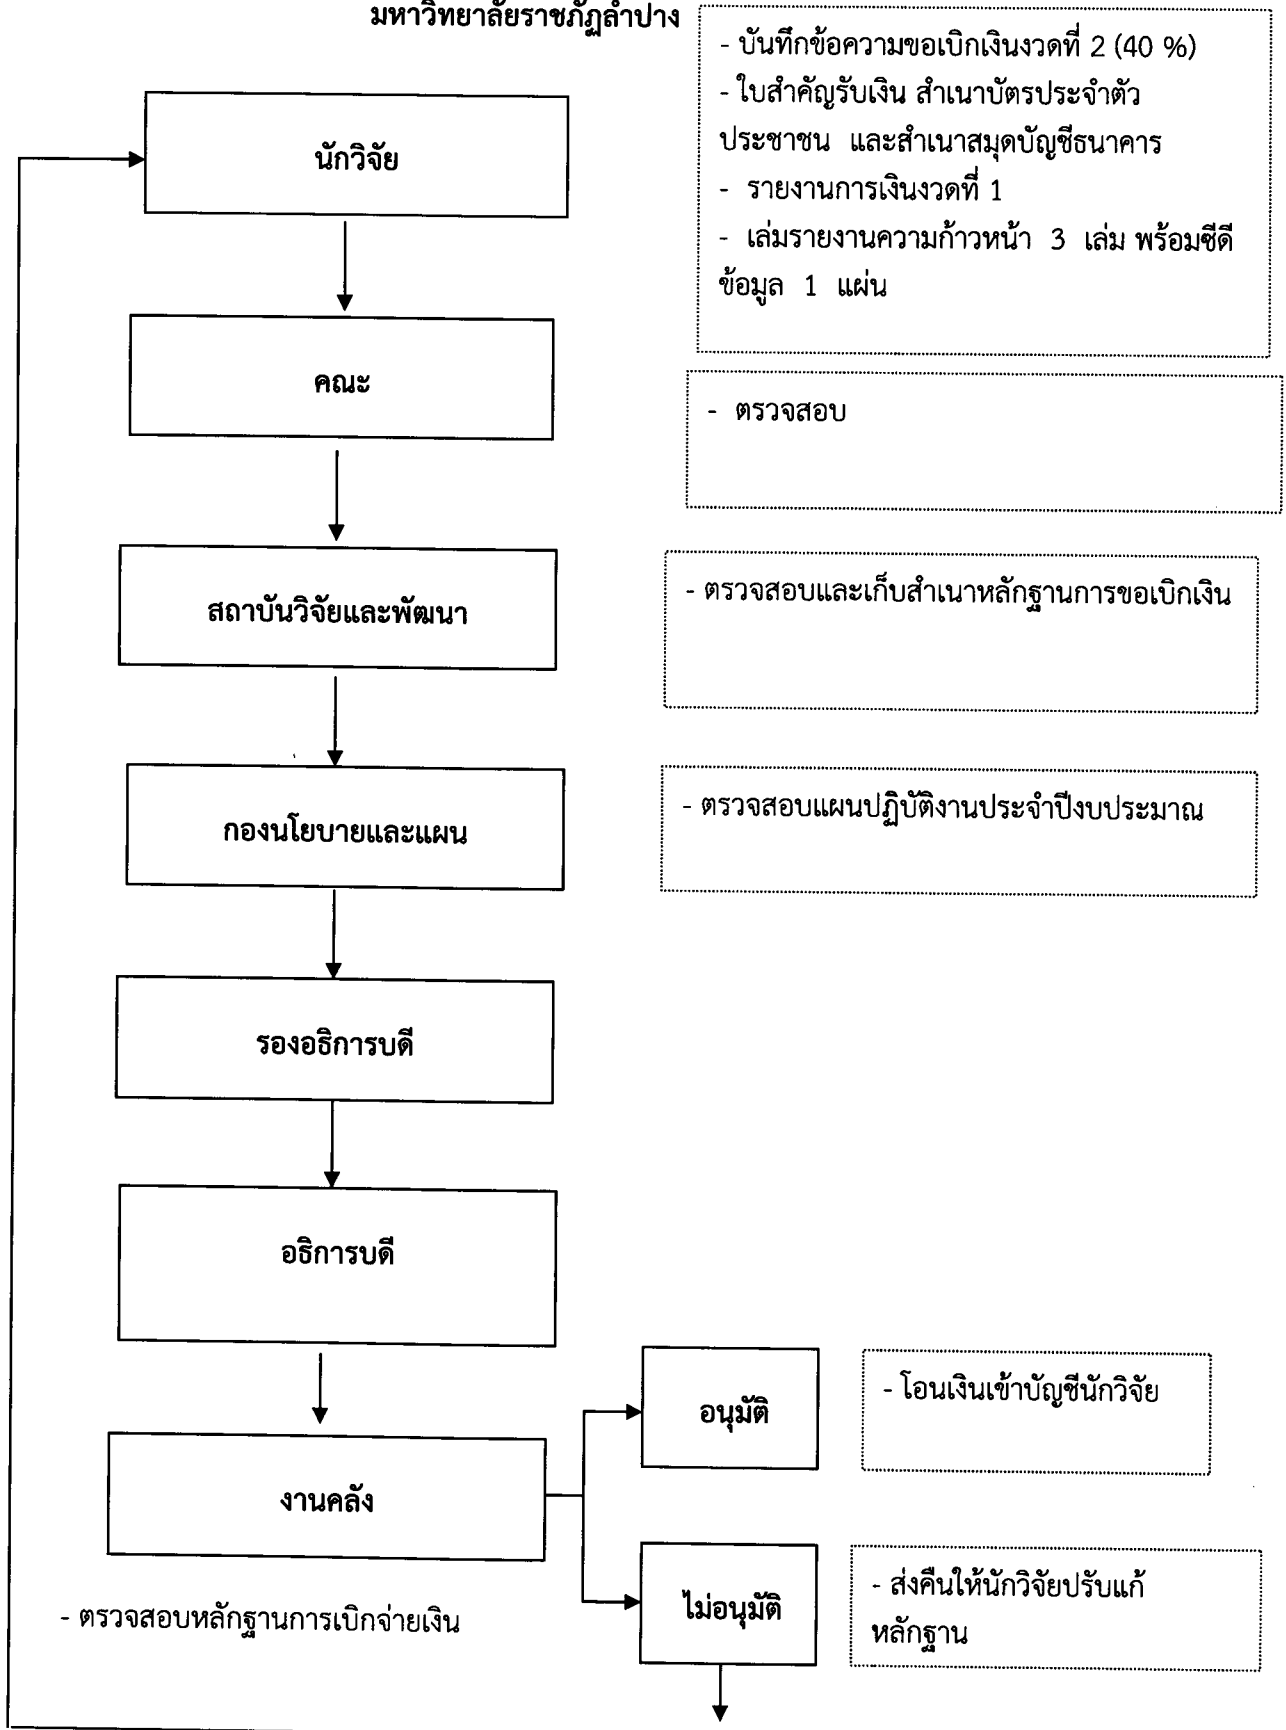 มหาวิทยาลัยราชภัฏลำปาง
- บันทึกข้อความขอเบิกเงินงวดที่ 2 (40 %)
- ใบสำคัญรับเงิน สำเนาบัตรประจำตัว
ประชาชน และสำเนาสมุดบัญชีธนาคาร
- รายงานการเงินงวดที่ 1
- เล่มรายงานความก้าวหน้า 3 เล่ม พร้อมซีดี
ข้อมูล 1 แผ่น
นักวิจัย
คณะ
- ตรวจสอบ
สถาบันวิจัยและพัฒนา
- ตรวจสอบและเก็บสำเนาหลักฐานการขอเบิกเงิน
กองนโยบายและแผน
- ตรวจสอบแผนปฏิบัติงานประจำปีงบประมาณ
รองอธิการบดี
อธิการบดี
อนุมัติ
- โอนเงินเข้าบัญชีนักวิจัย
งานคลัง
ไม่อนุมัติ
- ส่งคืนให้นักวิจัยปรับแก้
หลักฐาน
- ตรวจสอบหลักฐานการเบิกจ่ายเงิน